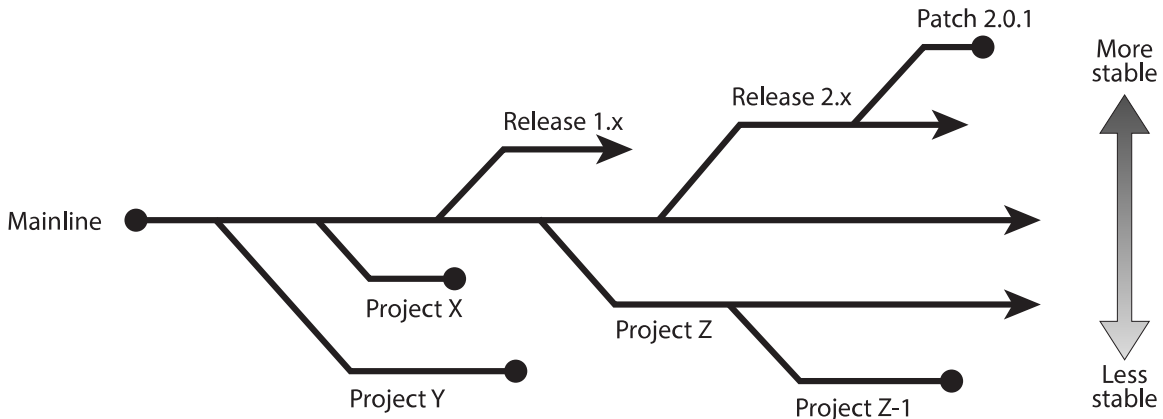 Patch 2.0.1
More
stable
Release 2.x
Release 1.x
Mainline
Project X
Project Z
Less
stable
Project Y
Project Z-1